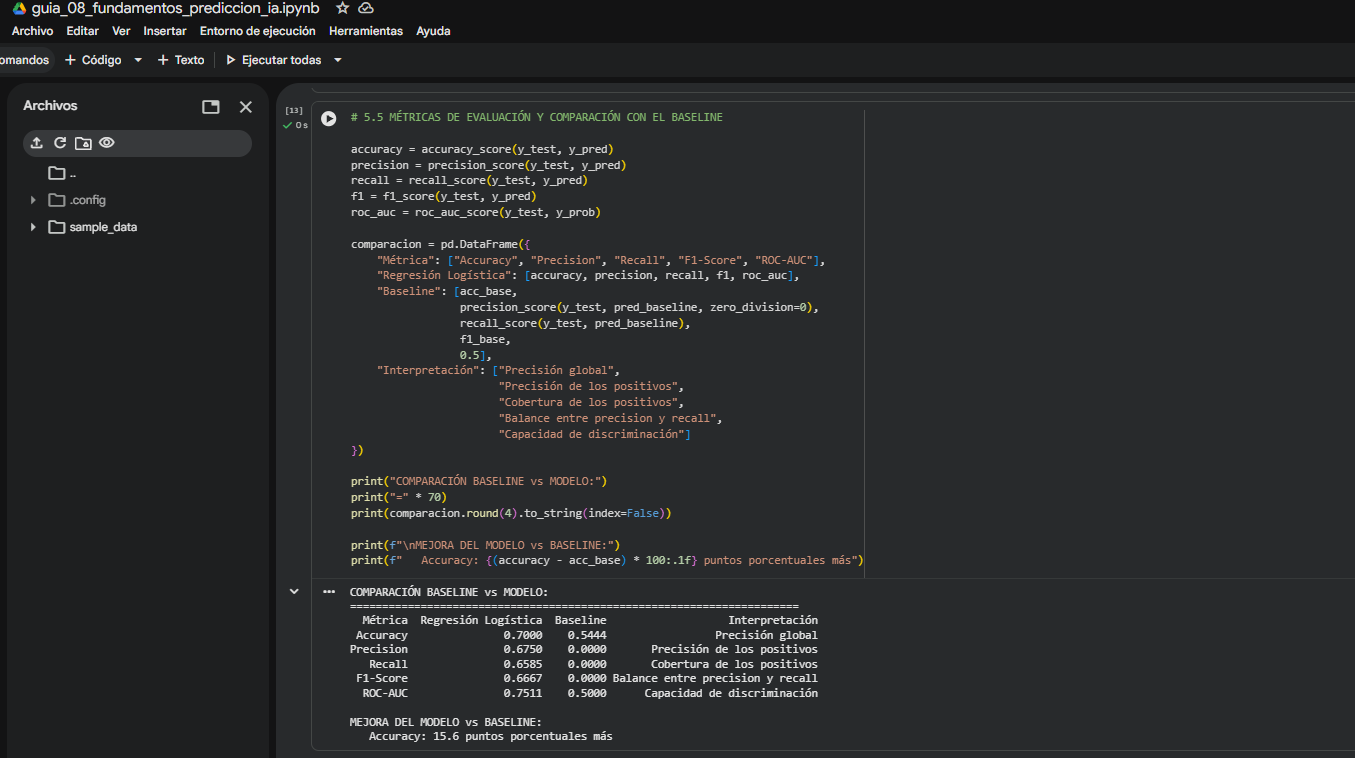 guia_08_fundamentos_prediccion_ia.ipynb
Archivo Editar Ver Insertar Entorno de ejecución Herramientas Ayuda
omandos + Código + Texto Ejecutar todas
Archivos
..
.config
sample_data
[13]
0 s
# 5.5 MÉTRICAS DE EVALUACIÓN Y COMPARACIÓN CON EL BASELINE
accuracy = accuracy_score(y_test, y_pred)
precision = precision_score(y_test, y_pred)
recall = recall_score(y_test, y_pred)
f1 = f1_score(y_test, y_pred)
roc_auc = roc_auc_score(y_test, y_prob)
comparacion = pd.DataFrame({
"Métrica": ["Accuracy", "Precision", "Recall", "F1-Score", "ROC-AUC"],
"Regresión Logística": [accuracy, precision, recall, f1, roc_auc],
"Baseline": [acc_base,
precision_score(y_test, pred_baseline, zero_division=0),
recall_score(y_test, pred_baseline),
f1_base,
0.5],
"Interpretación": ["Precisión global",
"Precisión de los positivos",
"Cobertura de los positivos",
"Balance entre precision y recall",
"Capacidad de discriminación"]
})
print("COMPARACIÓN BASELINE vs MODELO:")
print("=" * 70)
print(comparacion.round(4).to_string(index=False))
print(f"\nMEJORA DEL MODELO vs BASELINE:")
print(f"   Accuracy: {(accuracy - acc_base) * 100:.1f} puntos porcentuales más")
COMPARACIÓN BASELINE vs MODELO:
======================================================================
Métrica Regresión Logística Baseline Interpretación
Accuracy 0.7000 0.5444 Precisión global
Precision 0.6750 0.0000 Precisión de los positivos
Recall 0.6585 0.0000 Cobertura de los positivos
F1-Score 0.6667 0.0000 Balance entre precision y recall
ROC-AUC 0.7511 0.5000 Capacidad de discriminación
MEJORA DEL MODELO vs BASELINE:
Accuracy: 15.6 puntos porcentuales más